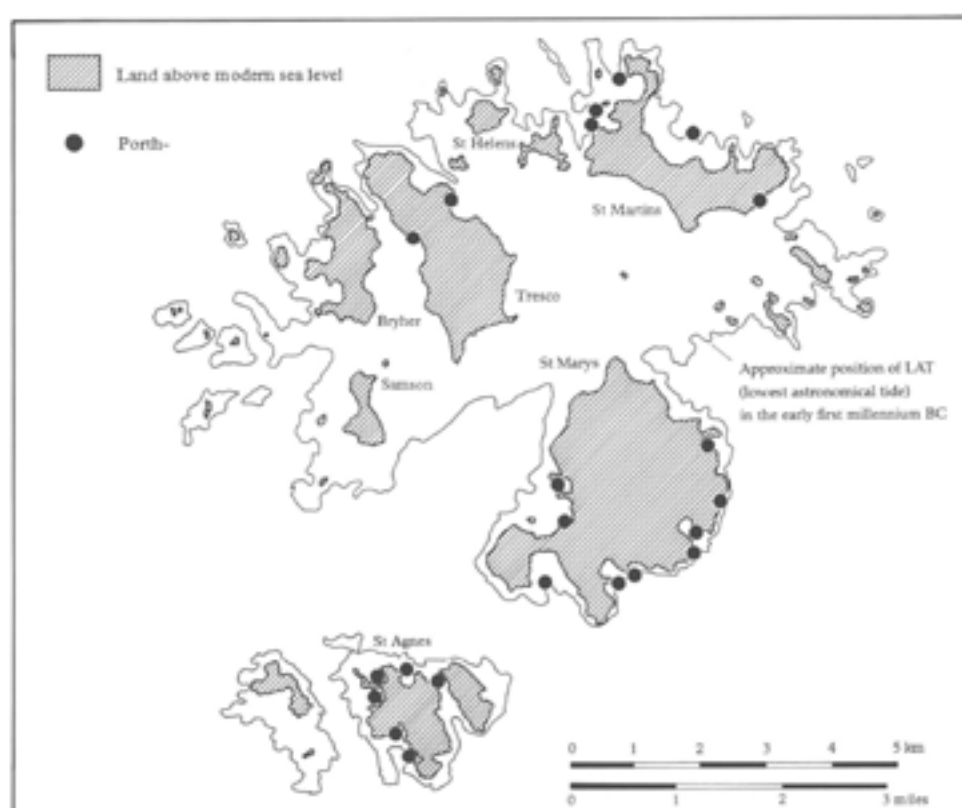 Land above modern sea level
Porth-
St Helens
St Martins
Tresco
Bryher
St Marys
Samson
Approximate position of LAT
(lowest astronomical tide)
in the early first millennium BC
St Agnes
0 1 2 3 4 5 km
0 1 2 3 miles